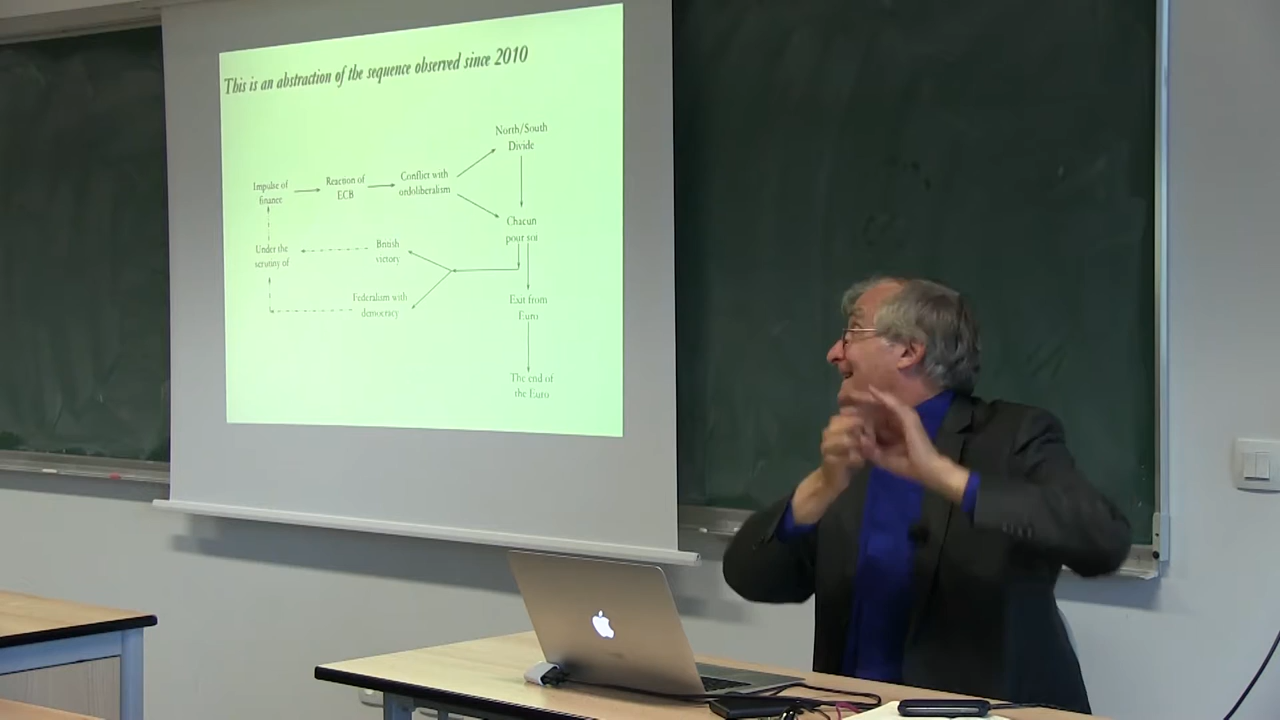 This is an abstraction of the sequence observed since 2010
North/South
Divide
Impulse of
finance
Reaction of
ECB
Conflict with
ordoliberalism
Chacun
pour soi
Under the
scrutiny of
British
victory
Federalism with
democracy
Exit from
Euro
The end of
the Euro